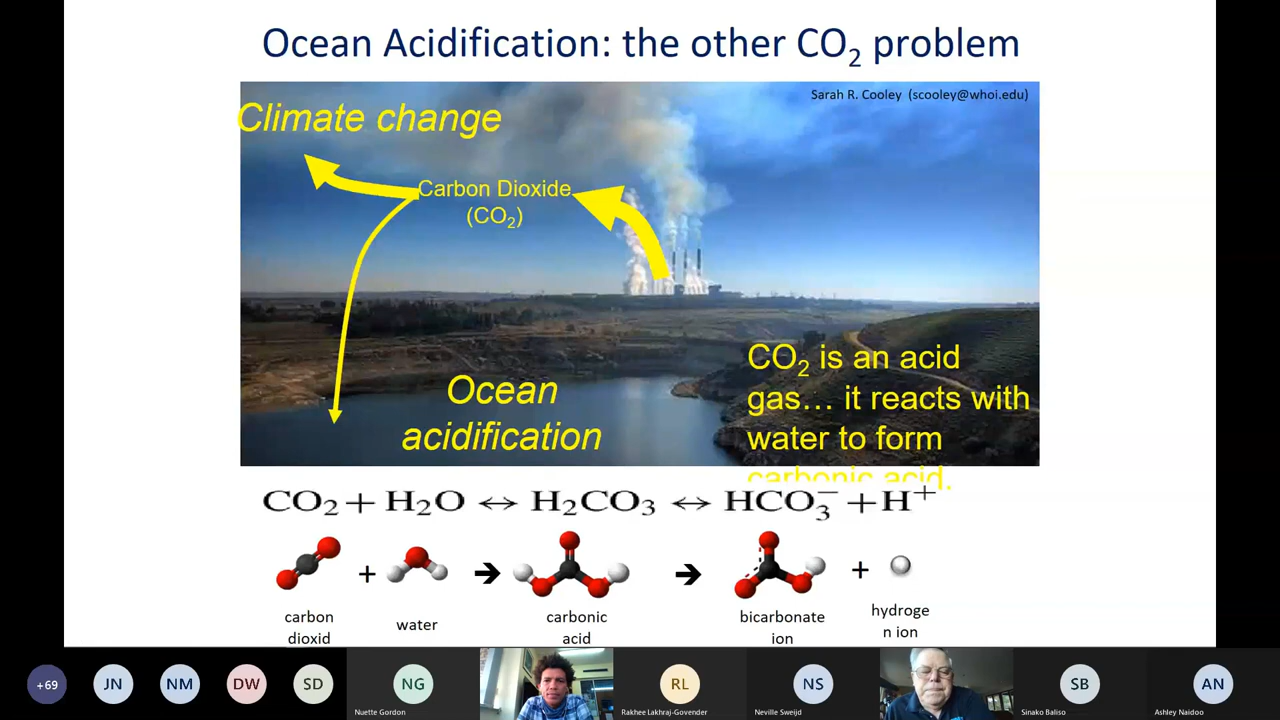 Ocean Acidification: the other CO₂ problem
Sarah R. Cooley (scooley@whoi.edu)
Climate change
Carbon Dioxide
(CO₂)
Ocean
acidification
CO₂ is an acid
gas... it reacts with
water to form
carbonic acid.
CO₂ + H₂O ↔ H₂CO₃ ↔ HCO₃⁻ + H⁺
+ ➔ ➔ +
carbon
dioxid
water
carbonic
acid
bicarbonate
ion
hydroge
n ion
+69
JN
NM
DW
SD
NG
Nuette Gordon
RL
Rakhee Lakhraj-Govender
NS
Neville Sweijd
SB
Sinako Baliso
AN
Ashley Naidoo